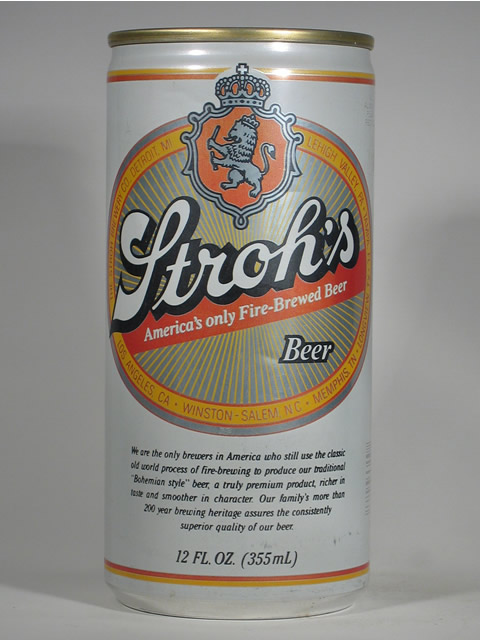 BREWERY CO. DETROIT, MI
LEHIGH VALLEY, PA
Stroh's
America's only Fire-Brewed Beer
Beer
LOS ANGELES, CA • WINSTON-SALEM, N.C. • MEMPHIS TN •
We are the only brewers in America who still use the classic
old world process of fire-brewing to produce our traditional
"Bohemian style" beer, a truly premium product, richer in
taste and smoother in character. Our family's more than
200 year brewing heritage assures the consistently
superior quality of our beer.
12 FL. OZ. (355mL)